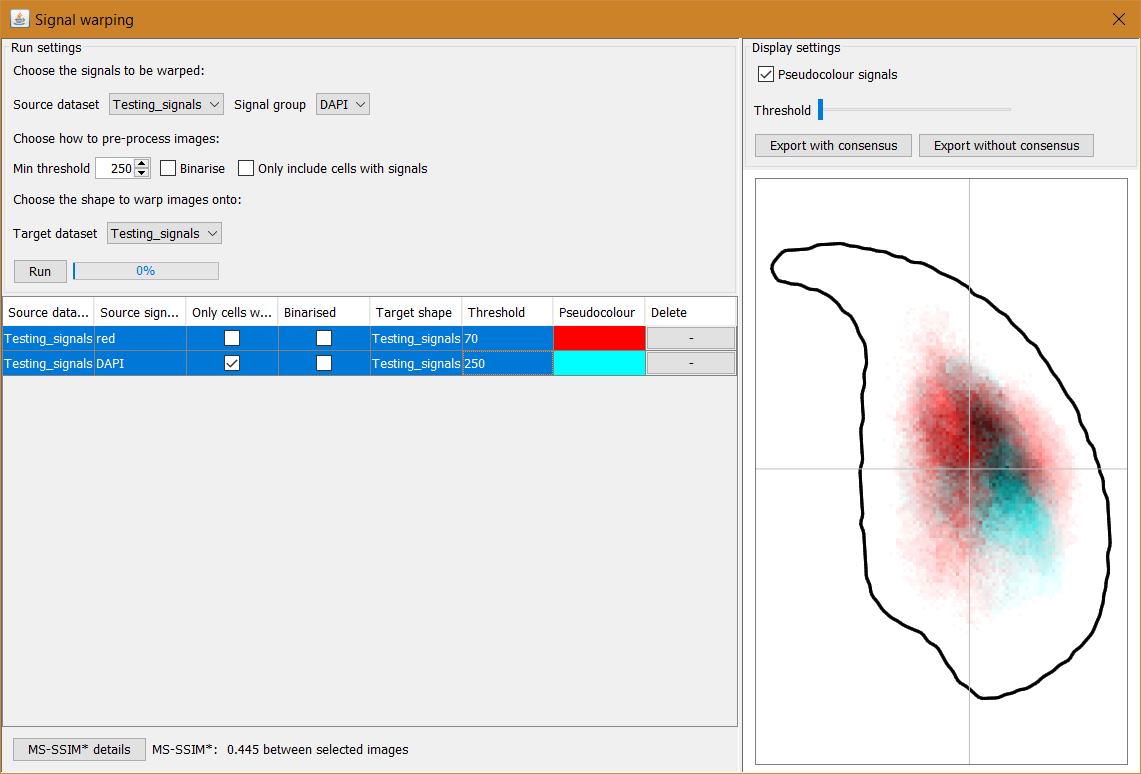 Signal warping
Run settings
Choose the signals to be warped:
Source dataset Testing_signals Signal group DAPI
Choose how to pre-process images:
Min threshold 250 Binarise Only include cells with signals
Choose the shape to warp images onto:
Target dataset Testing_signals
Run 0%
Source data... Source sign... Only cells w... Binarised Target shape Threshold Pseudocolour Delete
Testing_signals red Testing_signals 70 -
Testing_signals DAPI Testing_signals 250 -
MS-SSIM* details MS-SSIM*: 0.445 between selected images
Display settings
Pseudocolour signals
Threshold
Export with consensus Export without consensus